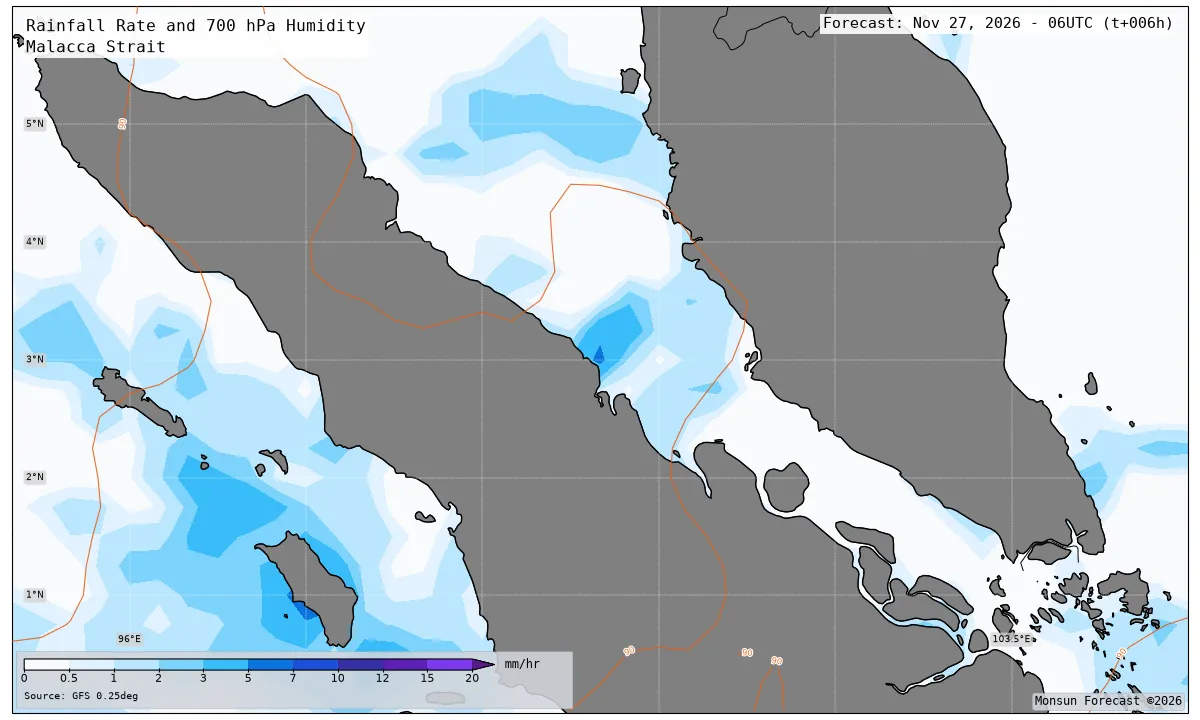 Rainfall Rate and 700 hPa Humidity
Malacca Strait
Forecast: Nov 27, 2026 - 06UTC (t+006h)
90
5°N
4°N
3°N
2°N
1°N
96°E
103.5°E
90
90
90
90
0 0.5 1 2 3 5 7 10 12 15 20
mm/hr
Source: GFS 0.25deg
Monsun Forecast ©2026